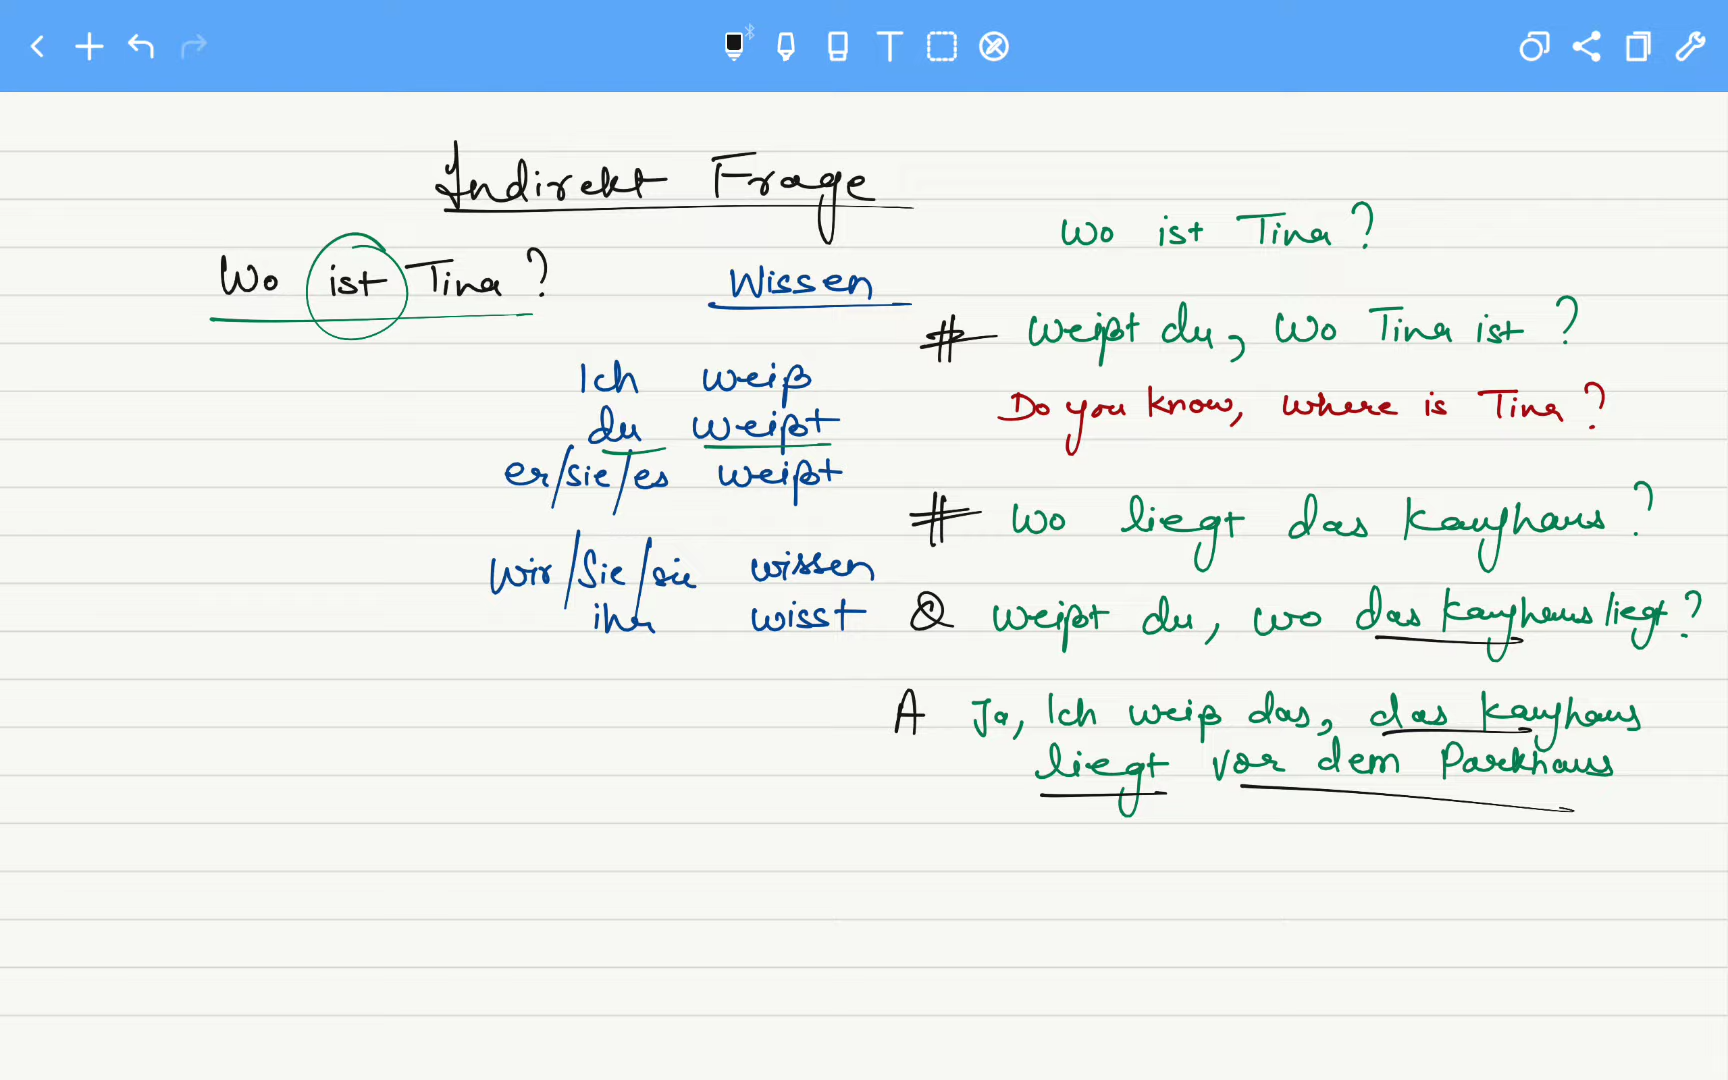 Indirekt Frage
Wo ist Tina?
Wissen
Ich weiß
du weißt
er/sie/es weißt
Wir/Sie/sie wissen
ihr wisst
Wo ist Tina?
# Weißt du, Wo Tina ist?
Do you know, where is Tina?
# Wo liegt das Kaufhaus?
Q Weißt du, wo das Kaufhaus liegt?
A Ja, Ich weiß das, das Kaufhaus
liegt vor dem Parkhaus